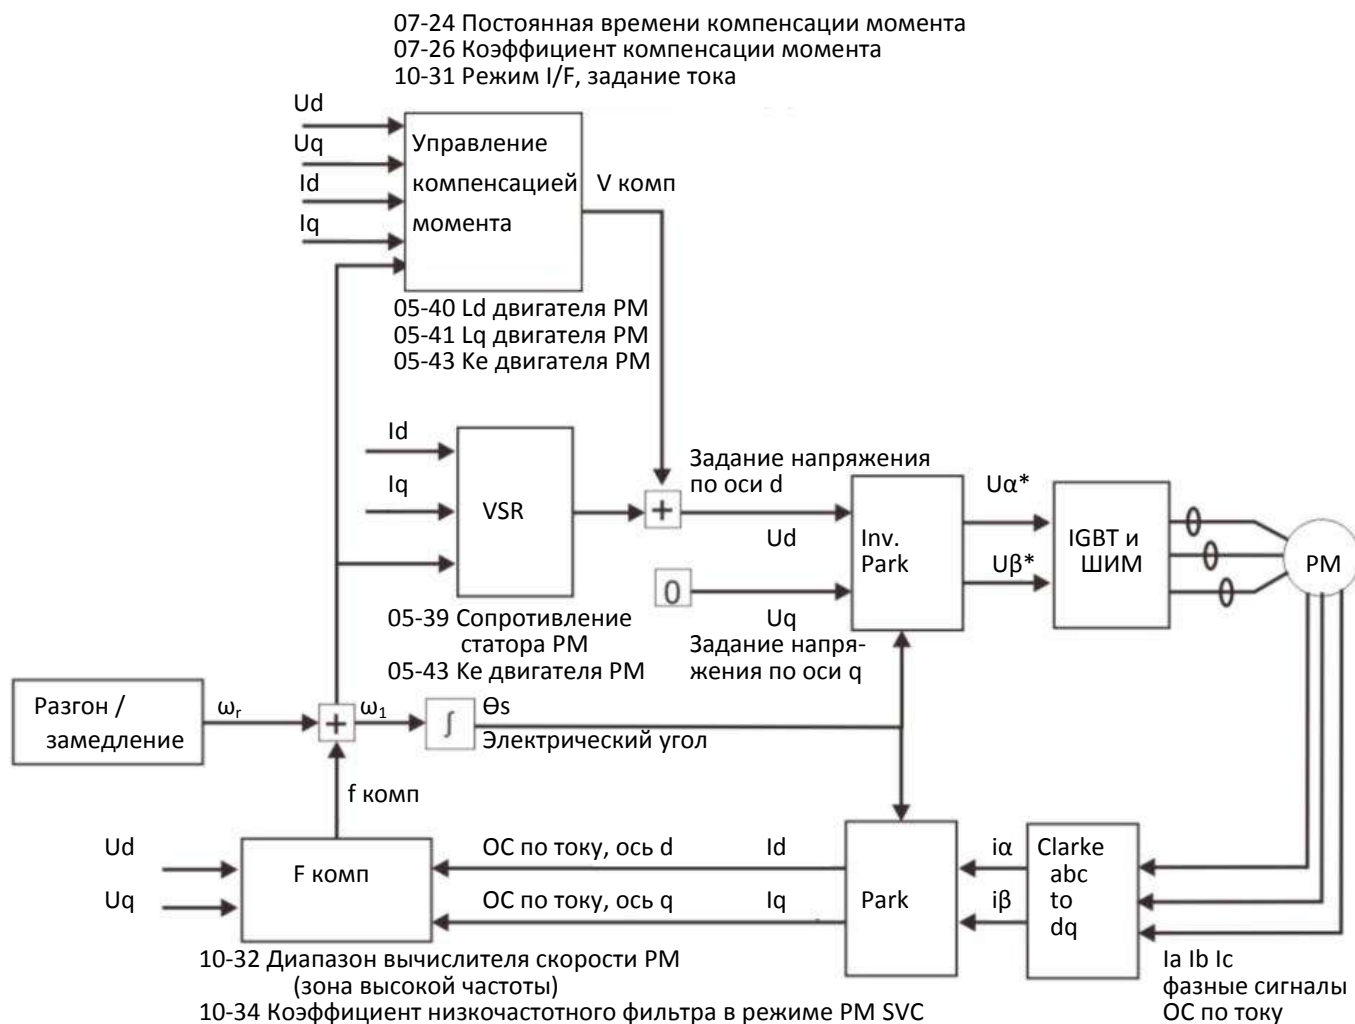 07-24 Постоянная времени компенсации момента
07-26 Коэффициент компенсации момента
10-31 Режим I/F, задание тока
Ud
Uq
Id
Iq
Управление
компенсацией
момента
V комп
05-40 Ld двигателя PM
05-41 Lq двигателя PM
05-43 Ke двигателя PM
Id
Iq
VSR
+
Задание напряжения
по оси d
Ud
0
Uq
Задание напря-
жения по оси q
Inv.
Park
Uα*
Uβ*
IGBT и
ШИМ
PM
05-39 Сопротивление
статора PM
05-43 Ke двигателя PM
Разгон /
замедление
ωr
+
ω1
∫
Θs
Электрический угол
f комп
Ud
Uq
F комп
ОС по току, ось d
Id
ОС по току, ось q
Iq
Park
iα
iβ
Clarke
abc
to
dq
Ia Ib Ic
фазные сигналы
ОС по току
10-32 Диапазон вычислителя скорости PM
(зона высокой частоты)
10-34 Коэффициент низкочастотного фильтра в режиме PM SVC